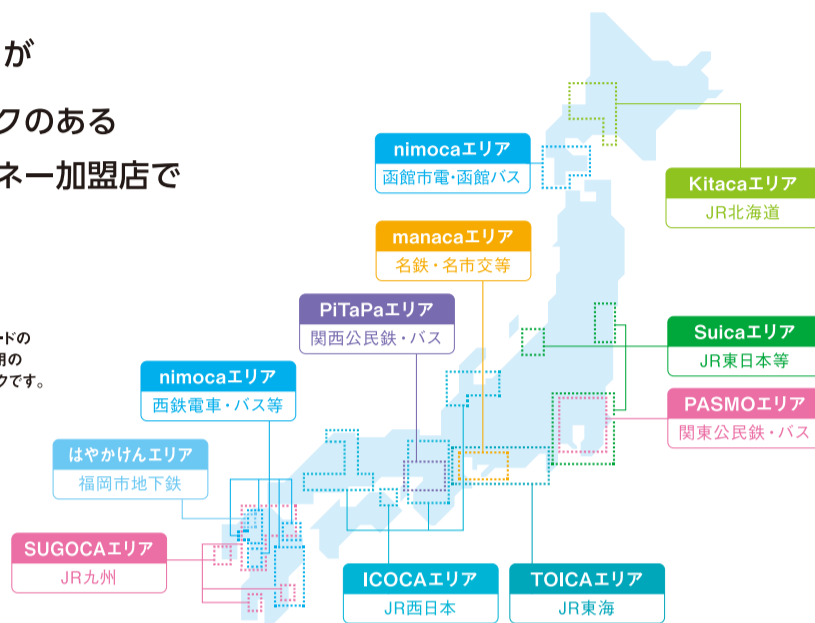 が
クのある
ネー加盟店で
ードの
用の
クです。
nimocaエリア
函館市電・函館バス
Kitacaエリア
JR北海道
manacaエリア
名鉄・名市交等
PiTaPaエリア
関西公民鉄・バス
Suicaエリア
JR東日本等
nimocaエリア
西鉄電車・バス等
PASMOエリア
関東公民鉄・バス
はやかけんエリア
福岡市地下鉄
SUGOCAエリア
JR九州
ICOCAエリア
JR西日本
TOICAエリア
JR東海